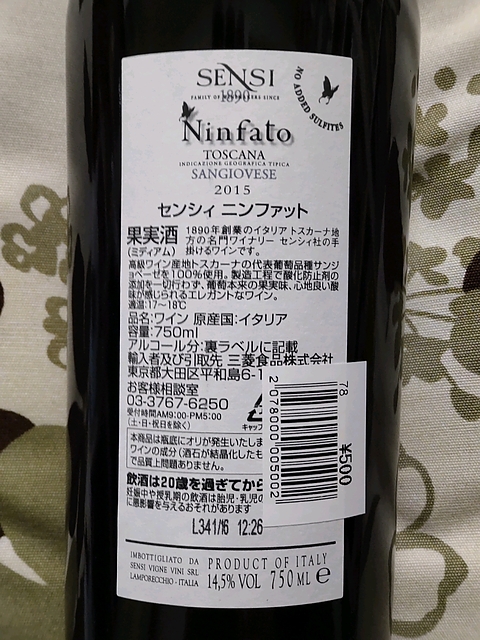 SENSI
1890
NO ADDED SULFITES
Ninfato
TOSCANA
INDICAZIONE GEOGRAFICA TIPICA
SANGIOVESE
2015
センシィ ニンファット
果実酒
(ミディアム)
1890年創業のイタリアトスカーナ地
方の名門ワイナリー センシィ社の手
掛けるワインです。
高級ワイン産地トスカーナの代表葡萄品種サンジ
ョベーゼを100%使用。製造工程で酸化防止剤の
添加を一切行わず、葡萄本来の果実味、心地良い酸
味が感じられるエレガントなワイン。
適温:17~18℃
品名:ワイン 原産国:イタリア
容量:750ml
アルコール分:裏ラベルに記載
輸入者及び引取先 三菱食品株式会社
東京都大田区平和島6-1
お客様相談室
03-3767-6250
受付時間AM9:00-PM5:00
(土・日・祝日を除く)
キャップ
本商品は瓶底にオリが発生いたしま
ワインの成分(酒石が結晶化したも
で品質上問題ありません。
飲酒は20歳を過ぎてから
妊娠中や授乳期の飲酒は胎児・乳児の
に悪影響を与えるおそれがあります
L341/16 12:26
78
2078000005002
¥500
IMBOTTIGLIATO DA
SENSI VIGNE VINI SRL
LAMPORECCHIO - ITALIA
PRODUCT OF ITALY
14,5% VOL 750 ML e